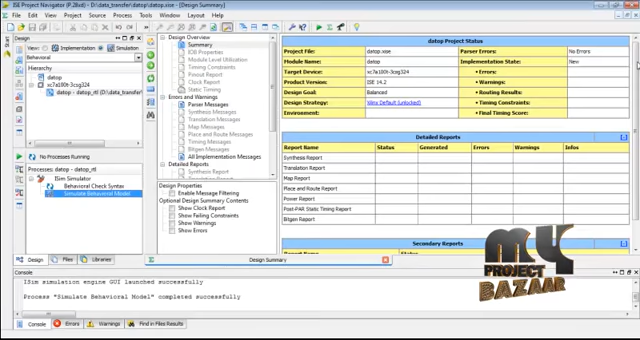 ISE Project Navigator (P.28xd) - D:\data_transfer\datop.xise - [Design Summary]
File Edit View Project Source Process Tools Window Layout Help
Design
View: Implementation Simulation
Behavioral
Hierarchy
datop
xc7a100t-3csg324
datop - datop_rtl (D:\data_transfer\
No Processes Running
Processes: datop - datop_rtl
ISim Simulator
Behavioral Check Syntax
Simulate Behavioral Model
Design Files Libraries
Design Overview
Summary
IOB Properties
Module Level Utilization
Timing Constraints
Pinout Report
Clock Report
Static Timing
Errors and Warnings
Parser Messages
Synthesis Messages
Translation Messages
Map Messages
Place and Route Messages
Timing Messages
Bitgen Messages
All Implementation Messages
Detailed Reports
Synthesis Report
Design Properties
Enable Message Filtering
Optional Design Summary Contents
Show Clock Report
Show Failing Constraints
Show Warnings
Show Errors
datop Project Status
Project File: datop.xise Parser Errors: No Errors
Module Name: datop Implementation State: New
Target Device: xc7a100t-3csg324 • Errors:
Product Version: ISE 14.2 • Warnings:
Design Goal: Balanced • Routing Results:
Design Strategy: Xilinx Default (unlocked) • Timing Constraints:
Environment: • Final Timing Score:
Detailed Reports [-]
Report Name Status Generated Errors Warnings Infos
Synthesis Report
Translation Report
Map Report
Place and Route Report
Power Report
Post-PAR Static Timing Report
Bitgen Report
Secondary Reports
Design Summary
MY
PROJECT
BAZAAR
Console
ISim simulation engine GUI launched successfully
Process "Simulate Behavioral Model" completed successfully
Console Errors Warnings Find in Files Results